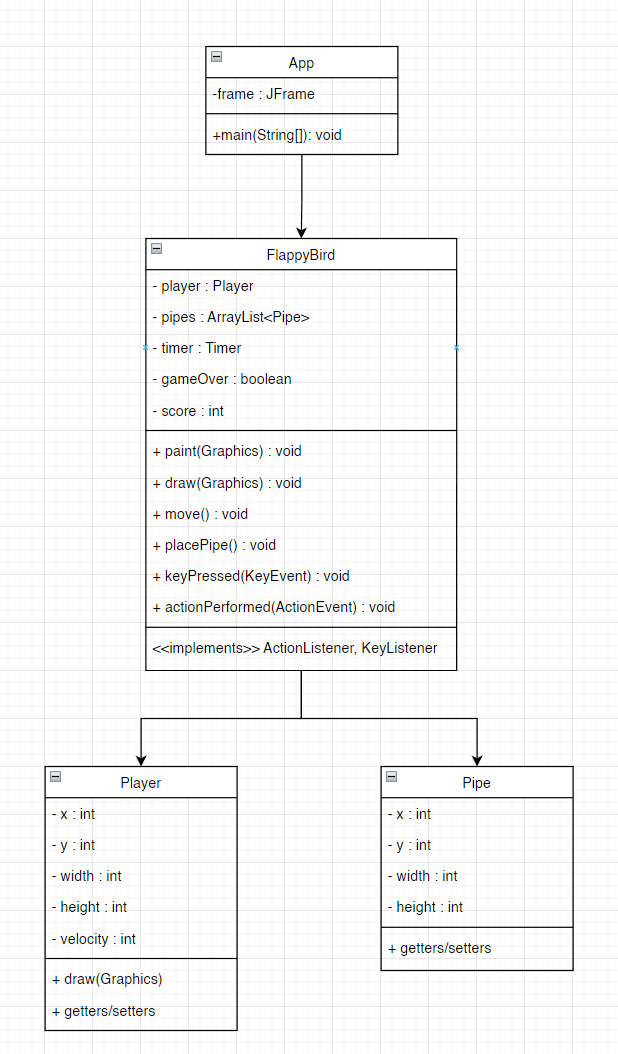 App
-frame : JFrame
+main(String[]): void
FlappyBird
- player : Player
- pipes : ArrayList<Pipe>
- timer : Timer
- gameOver : boolean
- score : int
+ paint(Graphics) : void
+ draw(Graphics) : void
+ move() : void
+ placePipe() : void
+ keyPressed(KeyEvent) : void
+ actionPerformed(ActionEvent) : void
<<implements>> ActionListener, KeyListener
Player
- x : int
- y : int
- width : int
- height : int
- velocity : int
+ draw(Graphics)
+ getters/setters
Pipe
- x : int
- y : int
- width : int
- height : int
+ getters/setters